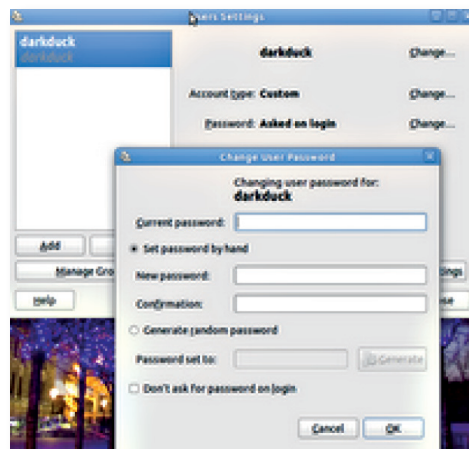 Users Settings
darkduck
darkduck
darkduck
Change...
Account type: Custom
Change...
Password: Asked on login
Change...
Change User Password
Changing user password for:
darkduck
Current password:
Set password by hand
New password:
Confirmation:
Generate random password
Password set to:
Generate
Don't ask for password on login
Cancel
OK
Add
Manage Gro
tings
Help
se